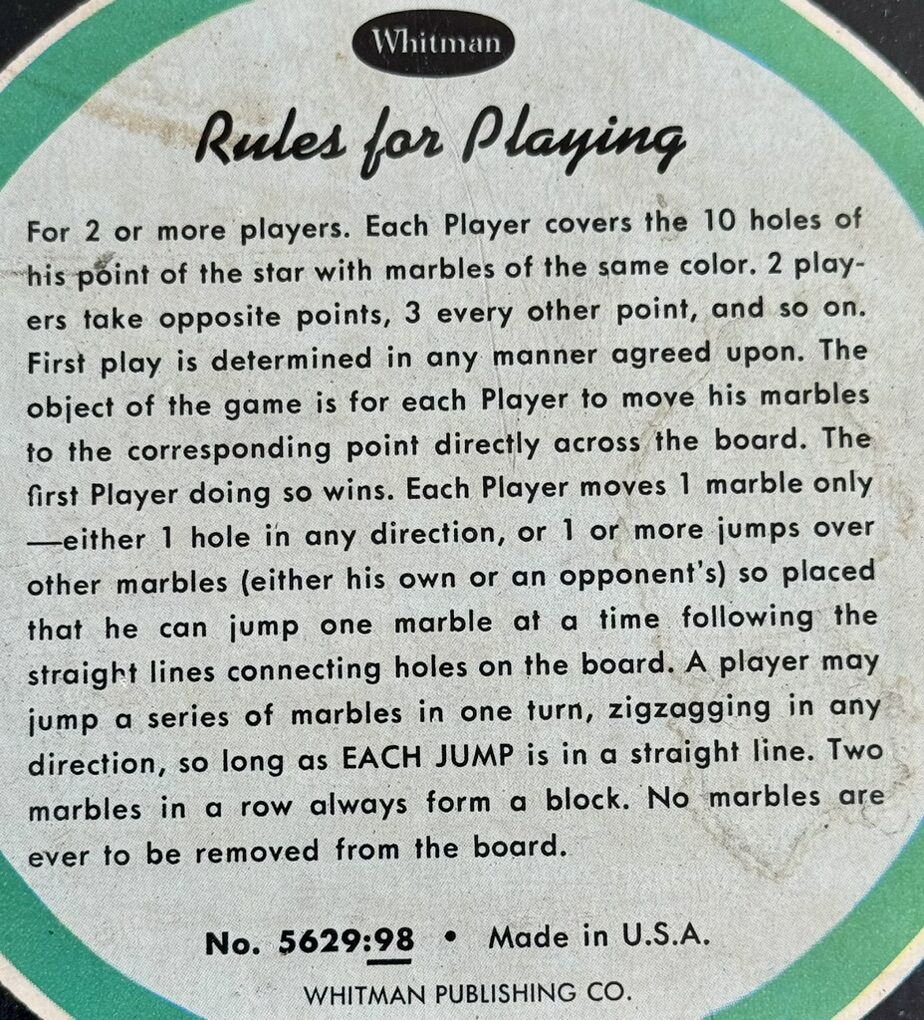 Whitman
Rules for Playing
For 2 or more players. Each Player covers the 10 holes of
his point of the star with marbles of the same color. 2 play-
ers take opposite points, 3 every other point, and so on.
First play is determined in any manner agreed upon. The
object of the game is for each Player to move his marbles
to the corresponding point directly across the board. The
first Player doing so wins. Each Player moves 1 marble only
—either 1 hole in any direction, or 1 or more jumps over
other marbles (either his own or an opponent's) so placed
that he can jump one marble at a time following the
straight lines connecting holes on the board. A player may
jump a series of marbles in one turn, zigzagging in any
direction, so long as EACH JUMP is in a straight line. Two
marbles in a row always form a block. No marbles are
ever to be removed from the board.
No. 5629:98 • Made in U.S.A.
WHITMAN PUBLISHING CO.